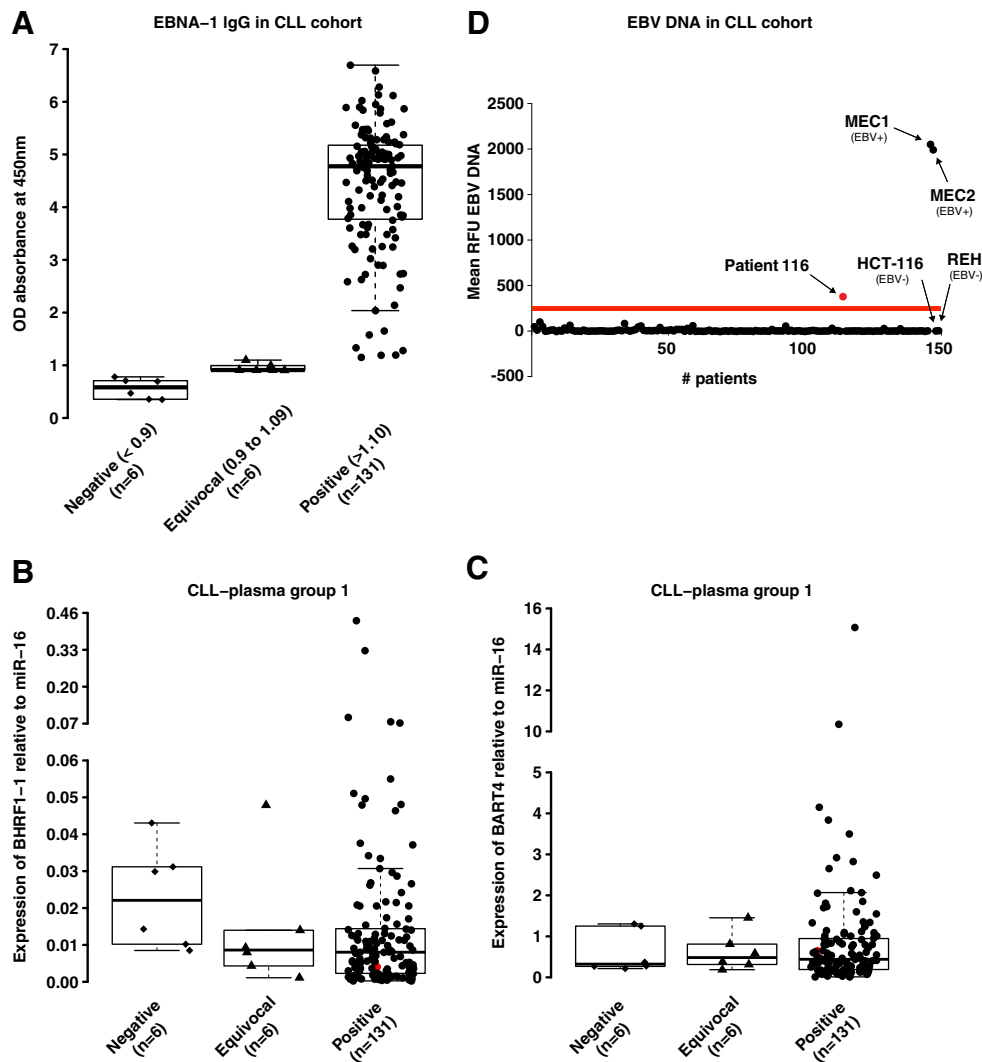 A
EBNA−1 IgG in CLL cohort
OD absorbance at 450nm
7
6
5
4
3
2
1
0
Negative (< 0.9)
(n=6)
Equivocal (0.9 to 1.09)
(n=6)
Positive (>1.10)
(n=131)
D
EBV DNA in CLL cohort
Mean RFU EBV DNA
2500
2000
1500
1000
500
0
-500
MEC1
(EBV+)
MEC2
(EBV+)
Patient 116
HCT-116
(EBV-)
REH
(EBV-)
50
100
150
# patients
B
CLL−plasma group 1
Expression of BHRF1−1 relative to miR−16
0.46
0.33
0.20
0.07
0.06
0.05
0.04
0.03
0.02
0.01
0.00
Negative
(n=6)
Equivocal
(n=6)
Positive
(n=131)
C
CLL−plasma group 1
Expression of BART4 relative to miR−16
16
14
12
10
5
4
3
2
1
0
Negative
(n=6)
Equivocal
(n=6)
Positive
(n=131)